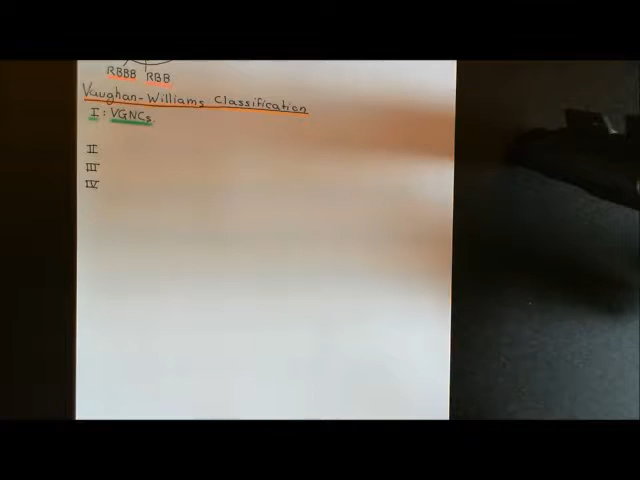 RBBB RBB
Vaughan-Williams Classification
I: VGNCs
II
III
IV